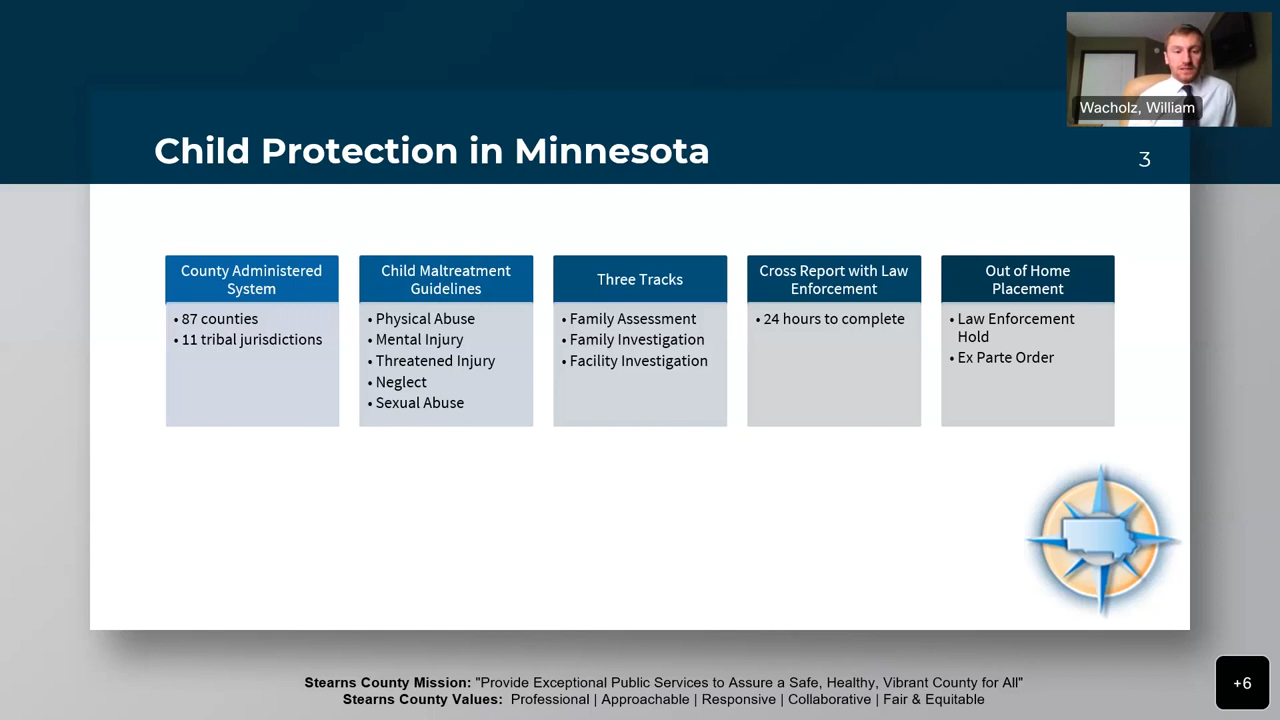 Wacholz, William
Child Protection in Minnesota
3
County Administered
System
• 87 counties
• 11 tribal jurisdictions
Child Maltreatment
Guidelines
• Physical Abuse
• Mental Injury
• Threatened Injury
• Neglect
• Sexual Abuse
Three Tracks
• Family Assessment
• Family Investigation
• Facility Investigation
Cross Report with Law
Enforcement
• 24 hours to complete
Out of Home
Placement
• Law Enforcement
Hold
• Ex Parte Order
Stearns County Mission: "Provide Exceptional Public Services to Assure a Safe, Healthy, Vibrant County for All"
Stearns County Values: Professional | Approachable | Responsive | Collaborative | Fair & Equitable
+6